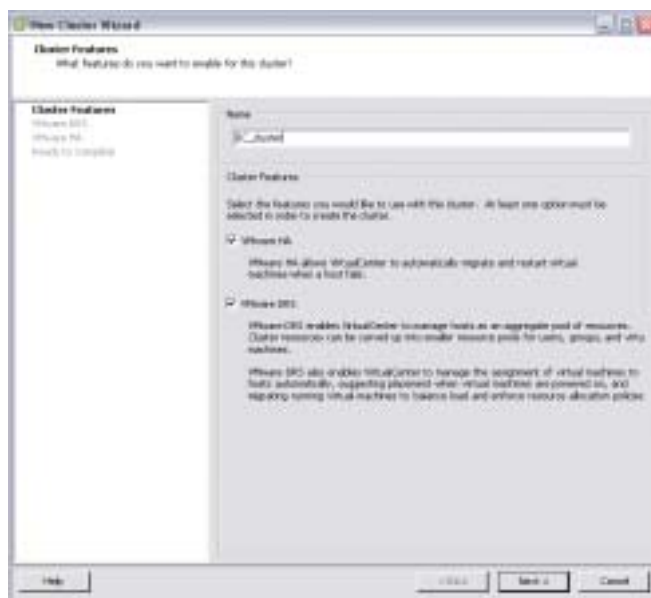 New Cluster Wizard
Cluster Features
What features do you want to enable for this cluster?
Cluster Features
VMware DRS
VMware HA
Ready to Complete
Name
_cluster
Cluster Features
Select the features you would like to use with this cluster. At least one option must be
selected in order to create the cluster.
VMware HA
VMware HA allows VirtualCenter to automatically migrate and restart virtual
machines when a host fails.
VMware DRS
VMware DRS enables VirtualCenter to manage hosts as an aggregate pool of resources.
Cluster resources can be carved up into smaller resource pools for users, groups, and virtu
machines.
VMware DRS also enables VirtualCenter to manage the assignment of virtual machines to
hosts automatically, suggesting placement when virtual machines are powered on, and
migrating running virtual machines to balance load and enforce resource allocation policies
Help
< Back
Next >
Cancel